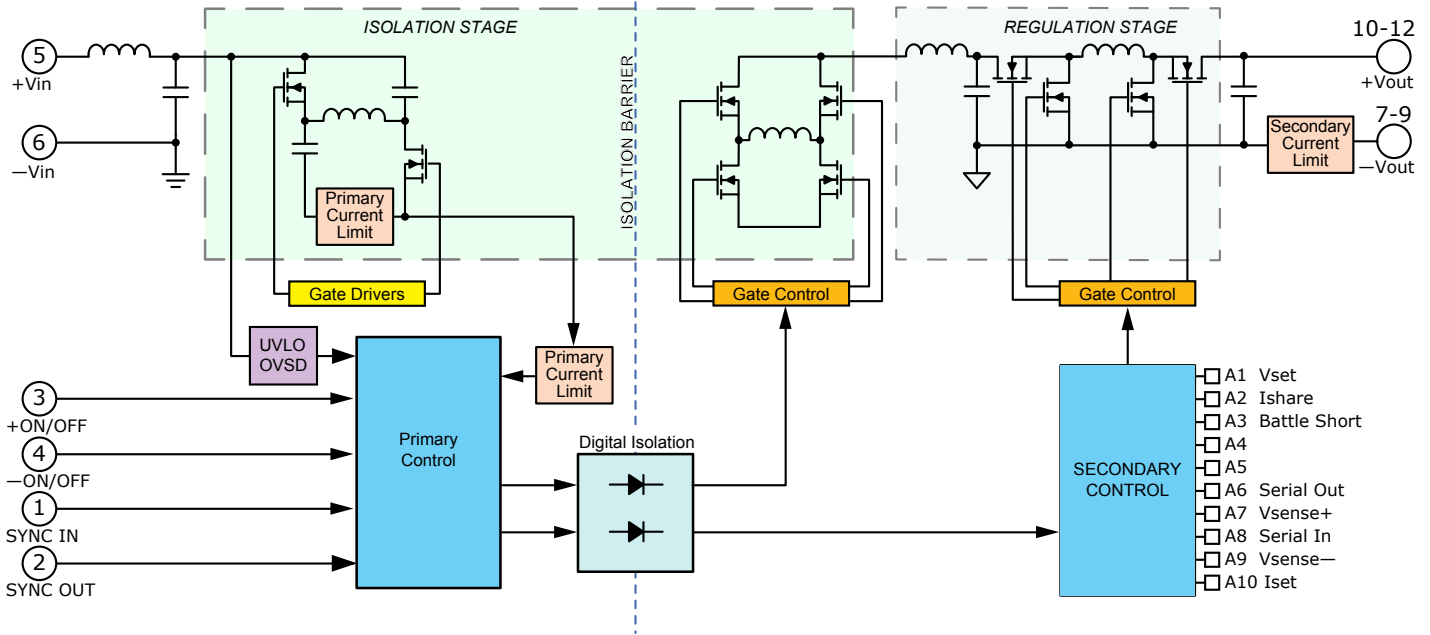 ISOLATION STAGE
REGULATION STAGE
10-12
+Vout
7-9
—Vout
5
+Vin
6
—Vin
ISOLATION BARRIER
Secondary
Current
Limit
Primary
Current
Limit
Gate Drivers
Gate Control
Gate Control
UVLO
OVSD
Primary
Current
Limit
3
+ON/OFF
4
—ON/OFF
1
SYNC IN
2
SYNC OUT
Primary
Control
Digital Isolation
SECONDARY
CONTROL
A1 Vset
A2 Ishare
A3 Battle Short
A4
A5
A6 Serial Out
A7 Vsense+
A8 Serial In
A9 Vsense—
A10 Iset